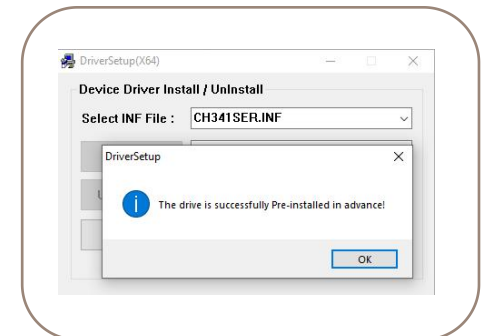 DriverSetup(X64)
Device Driver Install / UnInstall
Select INF File :
CH341SER.INF
DriverSetup
The drive is successfully Pre-installed in advance!
OK